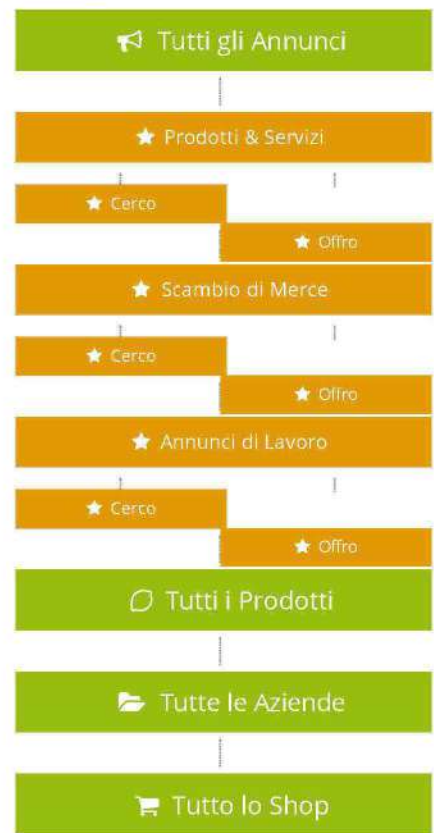 Tutti gli Annunci
Prodotti & Servizi
Cerco
Offro
Scambio di Merce
Cerco
Offro
Annunci di Lavoro
Cerco
Offro
Tutti i Prodotti
Tutte le Aziende
Tutto lo Shop